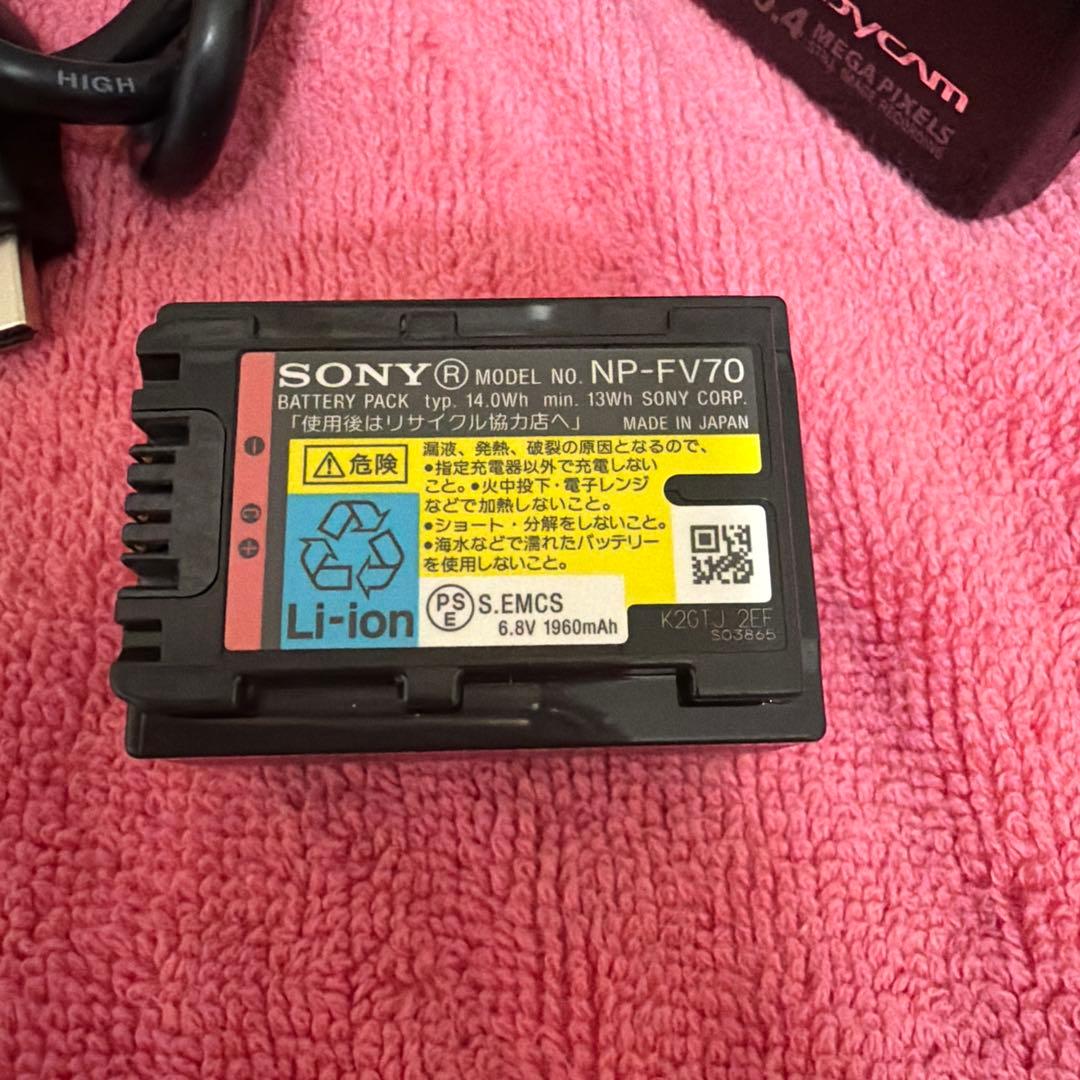 HIGH
YCAM
.4 MEGA PIXELS
STILL IMAGE RECORDING
SONY® MODEL NO. NP-FV70
BATTERY PACK typ. 14.0Wh min. 13Wh SONY CORP.
「使用後はリサイクル協力店へ」 MADE IN JAPAN
⚠危険
漏液、発熱、破裂の原因となるので、
•指定充電器以外で充電しない
こと。•火中投下・電子レンジ
などで加熱しないこと。
•ショート・分解をしないこと。
•海水などで濡れたバッテリー
を使用しないこと。
Li-ion
PSE S.EMCS
6.8V 1960mAh
K2GTJ 2EF
S03865